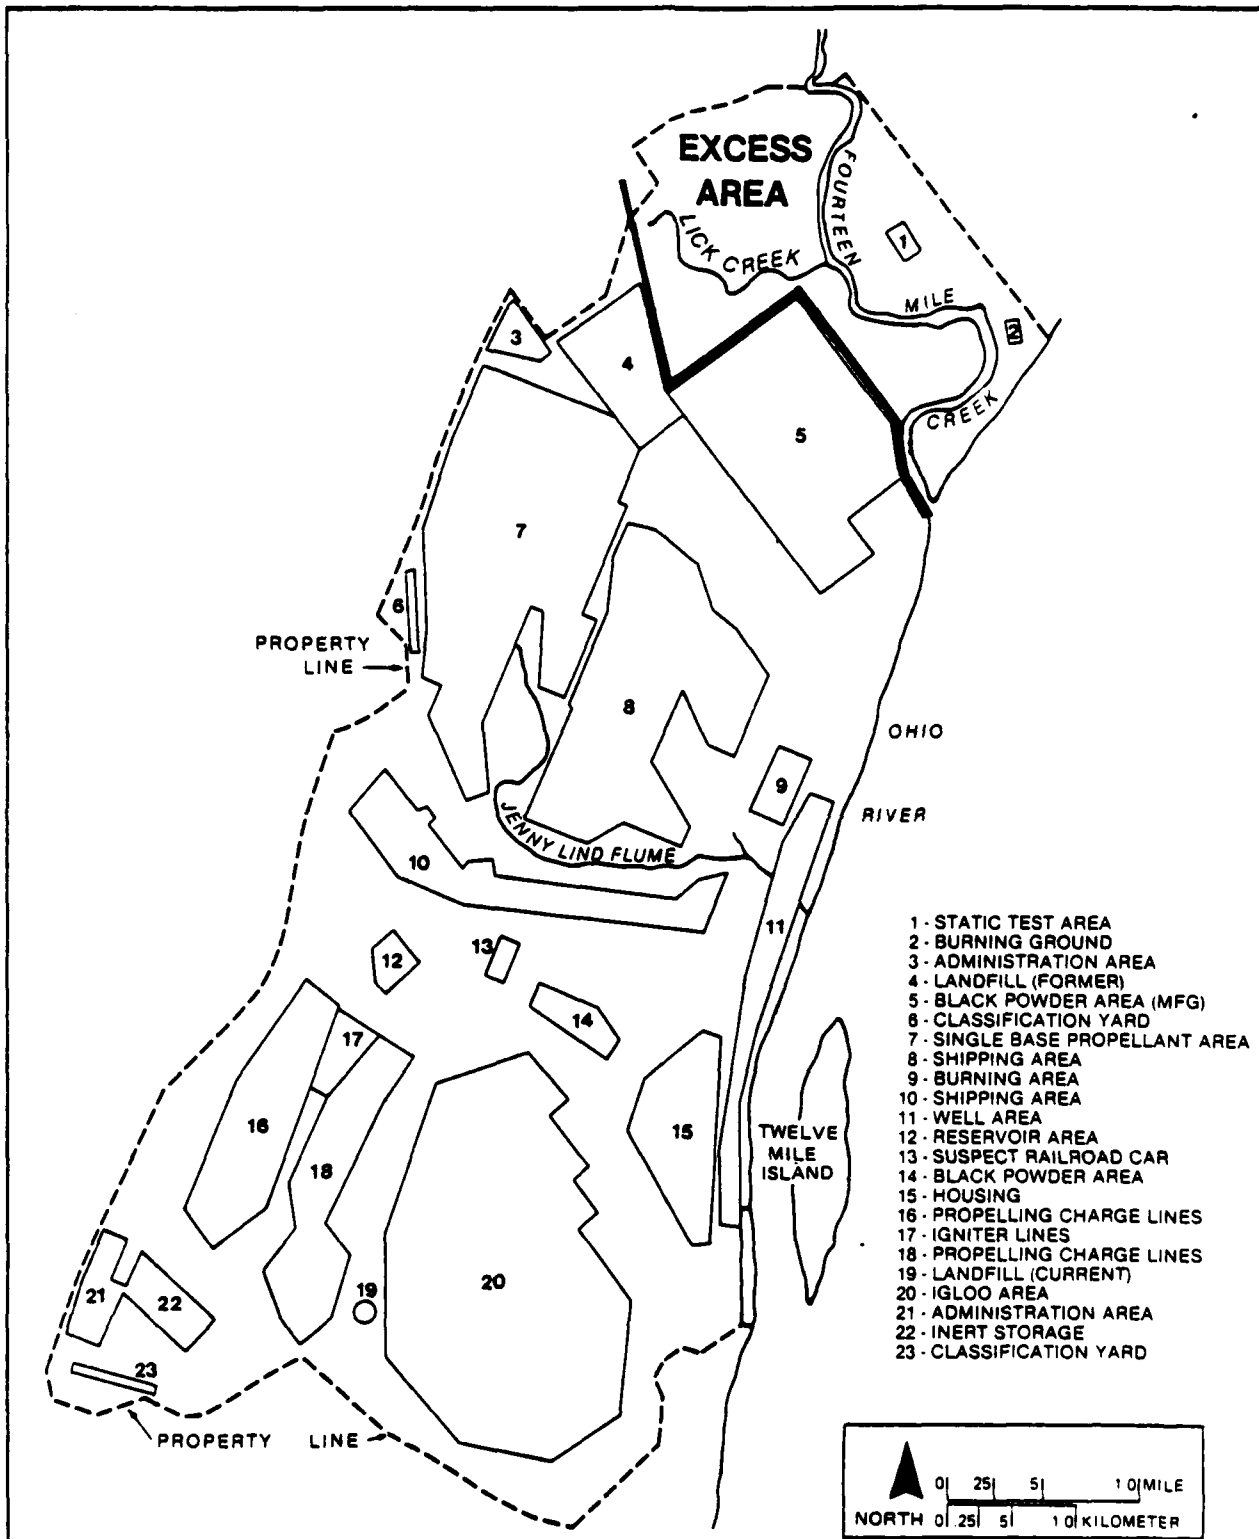 EXCESS
AREA
FOURTEEN
MILE
CREEK
LICK CREEK
1
2
3
4
5
6
7
8
9
10
11
12
13
14
15
16
17
18
19
20
21
22
23
PROPERTY
LINE
OHIO
RIVER
JENNY LIND FLUME
TWELVE
MILE
ISLAND
PROPERTY LINE
1 - STATIC TEST AREA
2 - BURNING GROUND
3 - ADMINISTRATION AREA
4 - LANDFILL (FORMER)
5 - BLACK POWDER AREA (MFG)
6 - CLASSIFICATION YARD
7 - SINGLE BASE PROPELLANT AREA
8 - SHIPPING AREA
9 - BURNING AREA
10 - SHIPPING AREA
11 - WELL AREA
12 - RESERVOIR AREA
13 - SUSPECT RAILROAD CAR
14 - BLACK POWDER AREA
15 - HOUSING
16 - PROPELLING CHARGE LINES
17 - IGNITER LINES
18 - PROPELLING CHARGE LINES
19 - LANDFILL (CURRENT)
20 - IGLOO AREA
21 - ADMINISTRATION AREA
22 - INERT STORAGE
23 - CLASSIFICATION YARD
0 .25 .5 1.0 MILE
NORTH 0 .25 .5 1.0 KILOMETER